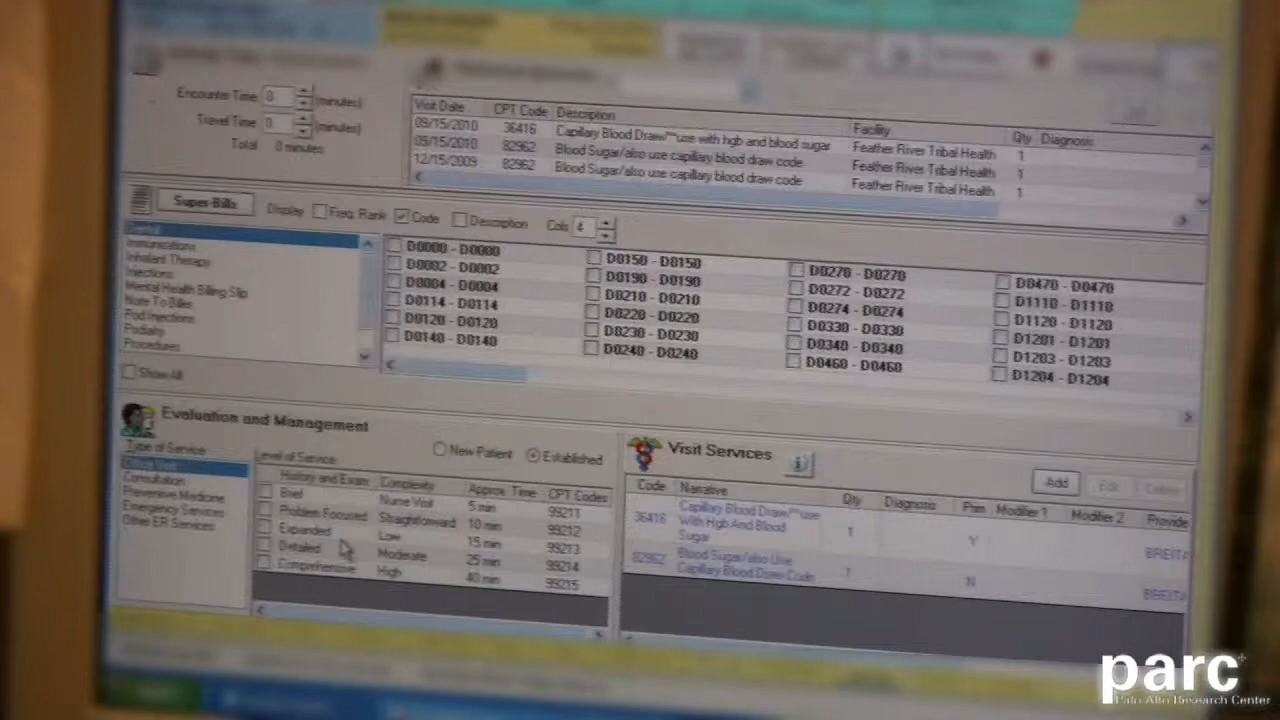 Encounter Time 0 (minutes)
Travel Time 0 (minutes)
Total 0 minutes
Visit Date CPT Code Description Facility Qty Diagnosis
09/15/2010 36416 Capillary Blood Draw/**use with hgb and blood sugar Feather River Tribal Health 1
09/15/2010 82962 Blood Sugar/also use capillary blood draw code Feather River Tribal Health 1
12/15/2009 82962 Blood Sugar/also use capillary blood draw code Feather River Tribal Health 1
Super-Bills Display Freq. Rank Code Description Cols 4
Dental
Immunizations
Inhalant Therapy
Injections
Mental Health Billing Slip
Note To Biller
Pod Injections
Podiatry
Procedures
Show All
D0000 - D0000 D0150 - D0150 D0270 - D0270 D0470 - D0470
D0002 - D0002 D0190 - D0190 D0272 - D0272 D1110 - D1110
D0004 - D0004 D0210 - D0210 D0274 - D0274 D1120 - D1120
D0114 - D0114 D0220 - D0220 D0330 - D0330 D1201 - D1201
D0120 - D0120 D0230 - D0230 D0340 - D0340 D1203 - D1203
D0140 - D0140 D0240 - D0240 D0460 - D0460 D1204 - D1204
Evaluation and Management
Type of Service
Office Visit
Consultation
Preventive Medicine
Emergency Services
Other ER Services
Level of Service New Patient Established
History and Exam Complexity Approx. Time CPT Codes
Brief Nurse Visit 5 min 99211
Problem Focused Straightforward 10 min 99212
Expanded Low 15 min 99213
Detailed Moderate 25 min 99214
Comprehensive High 40 min 99215
Visit Services
Add Edit Delete
Code Narrative Qty Diagnosis Prim Modifier 1 Modifier 2 Provide
36416 Capillary Blood Draw/**use With Hgb And Blood Sugar 1 Y BREITA
82962 Blood Sugar/also Use Capillary Blood Draw Code 1 N BREITA
parc
Palo Alto Research Center